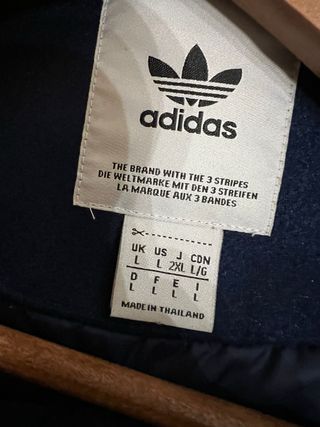 adidas
THE BRAND WITH THE 3 STRIPES
DIE WELTMARKE MIT DEN 3 STREIFEN
LA MARQUE AUX 3 BANDES
UK US J CDN
L L 2XL L/G
D F E I
L L L L
MADE IN THAILAND